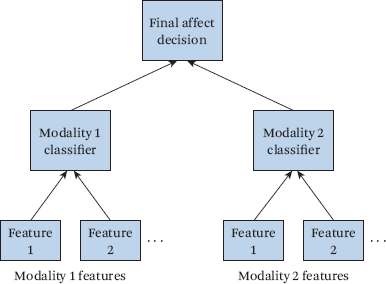 Final affect
decision
Modality 1
classifier
Modality 2
classifier
Feature
1
Feature
2
...
Feature
1
Feature
2
...
Modality 1 features
Modality 2 features